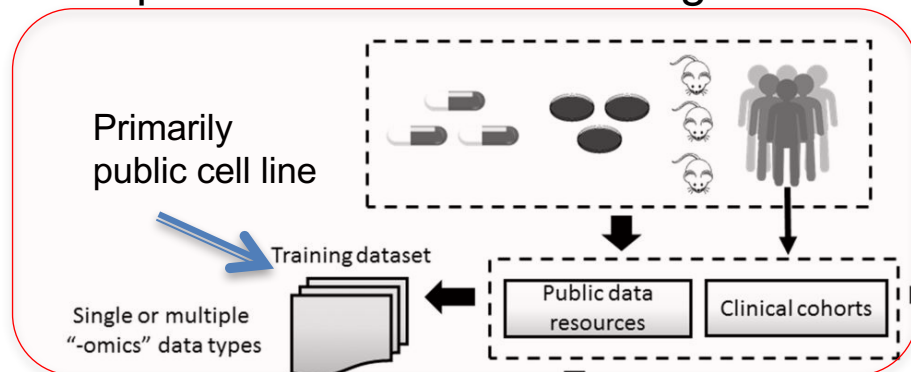 Primarily
public cell line
Training dataset
Single or multiple
“-omics” data types
Public data
resources
Clinical cohorts